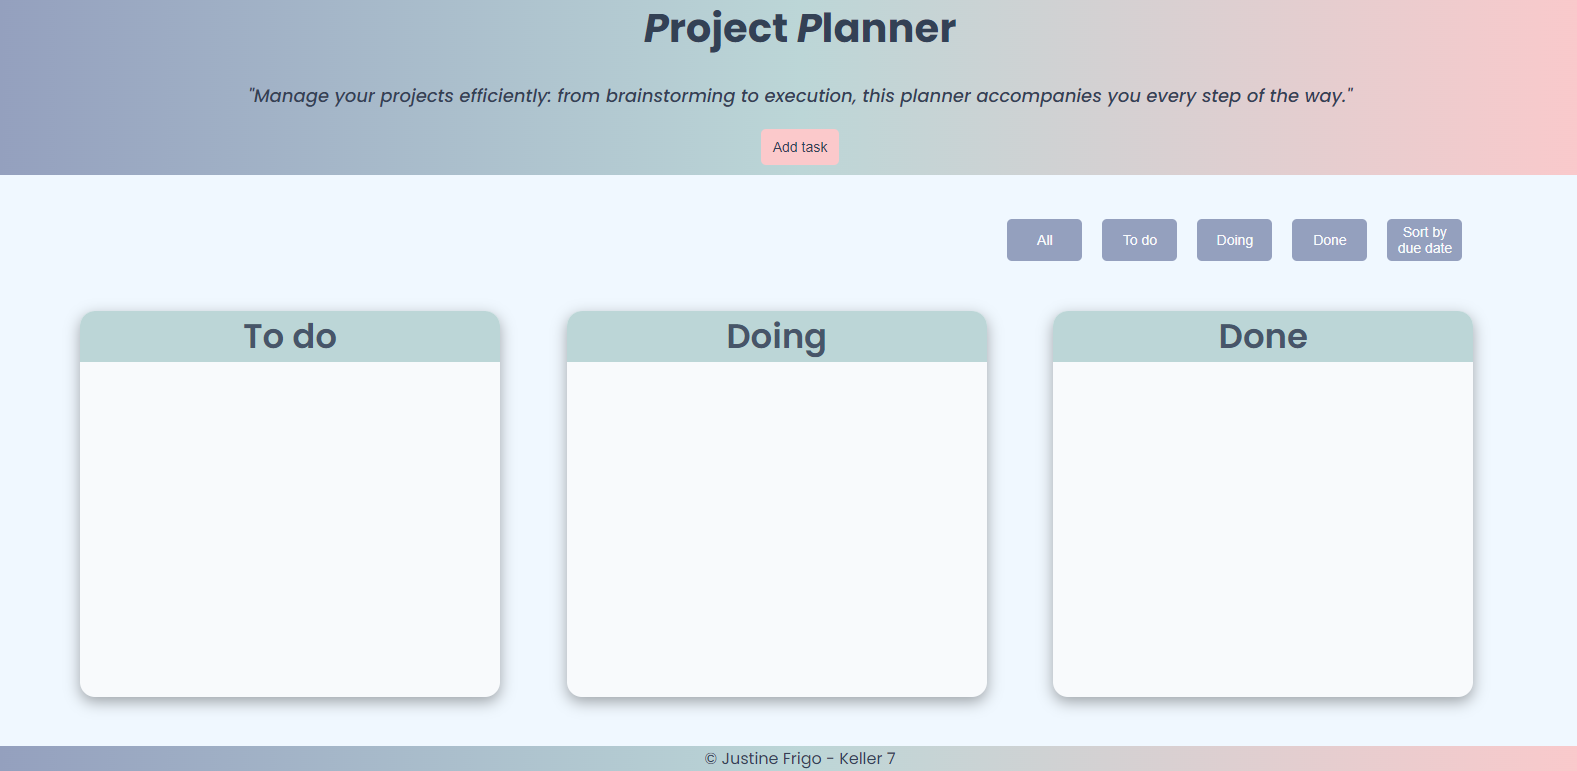 Project Planner
"Manage your projects efficiently: from brainstorming to execution, this planner accompanies you every step of the way."
Add task
All
To do
Doing
Done
Sort by
due date
To do
Doing
Done
© Justine Frigo - Keller 7